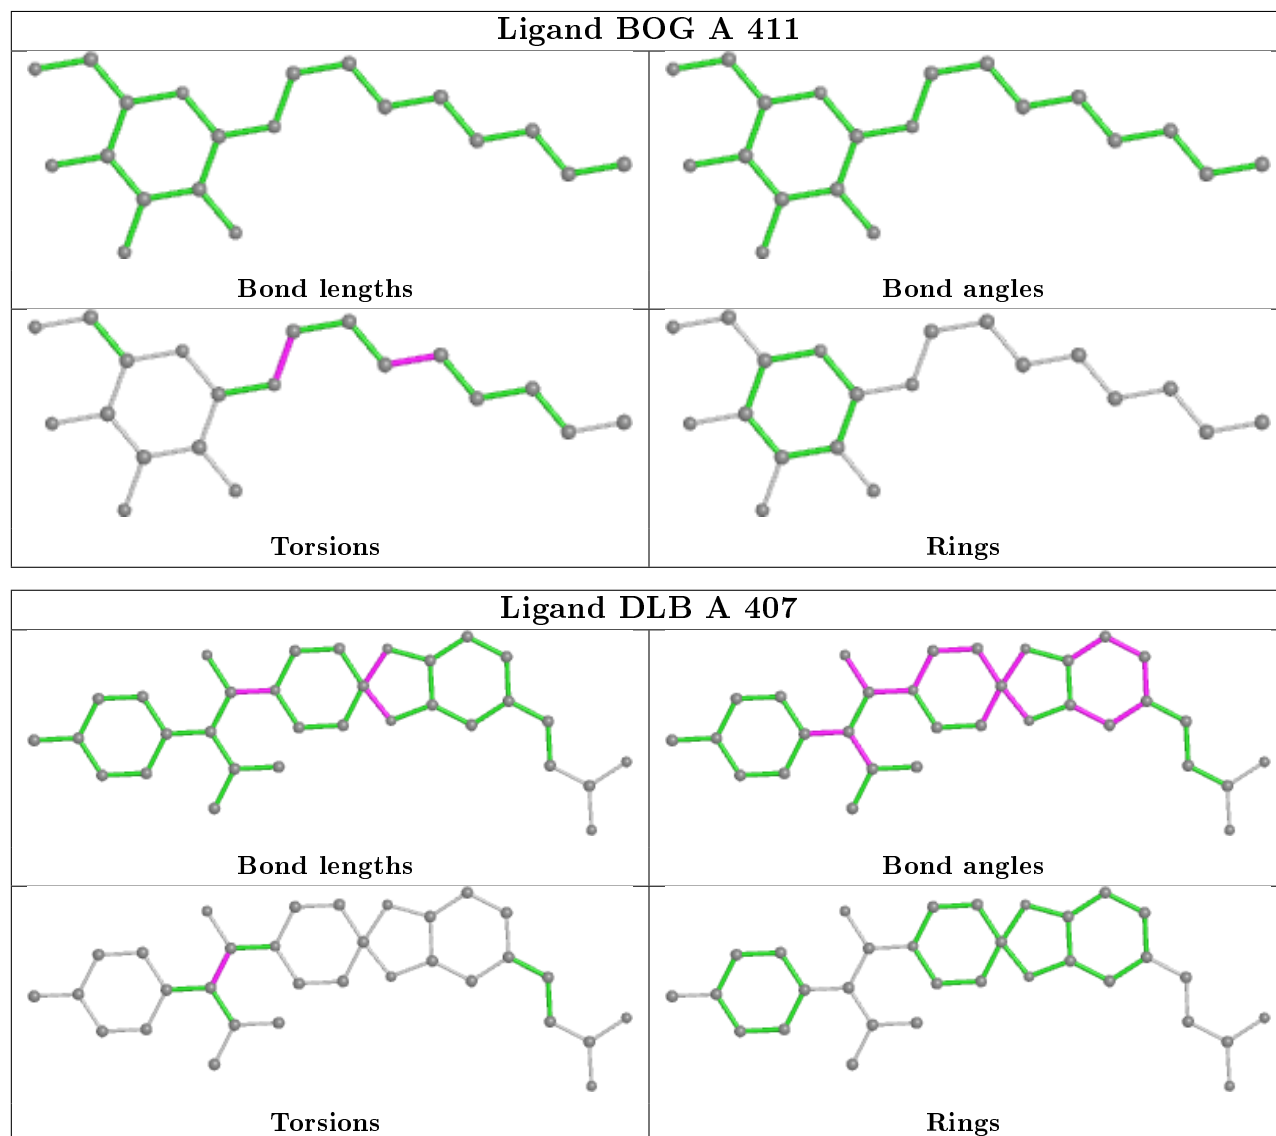 Ligand BOG A 411
Bond lengths
Bond angles
Torsions
Rings
Ligand DLB A 407
Bond lengths
Bond angles
Torsions
Rings